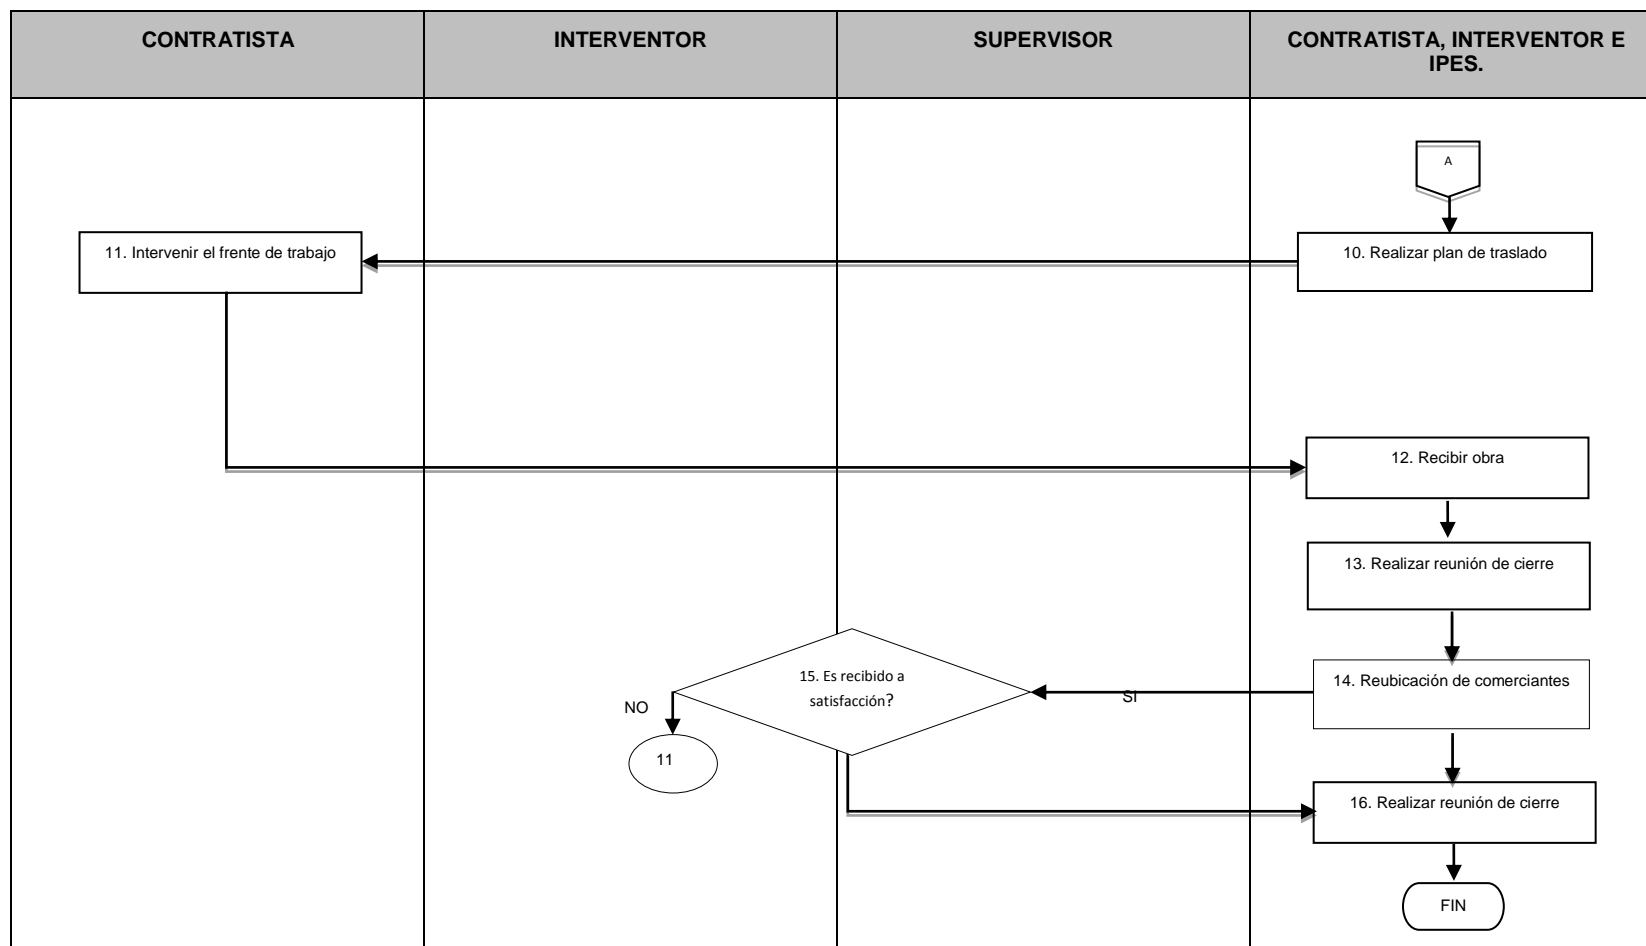 CONTRATISTA
INTERVENTOR
SUPERVISOR
CONTRATISTA, INTERVENTOR E
IPES.
A
11. Intervenir el frente de trabajo
10. Realizar plan de traslado
12. Recibir obra
13. Realizar reunión de cierre
15. Es recibido a
satisfacción?
14. Reubicación de comerciantes
SI
NO
11
16. Realizar reunión de cierre
FIN